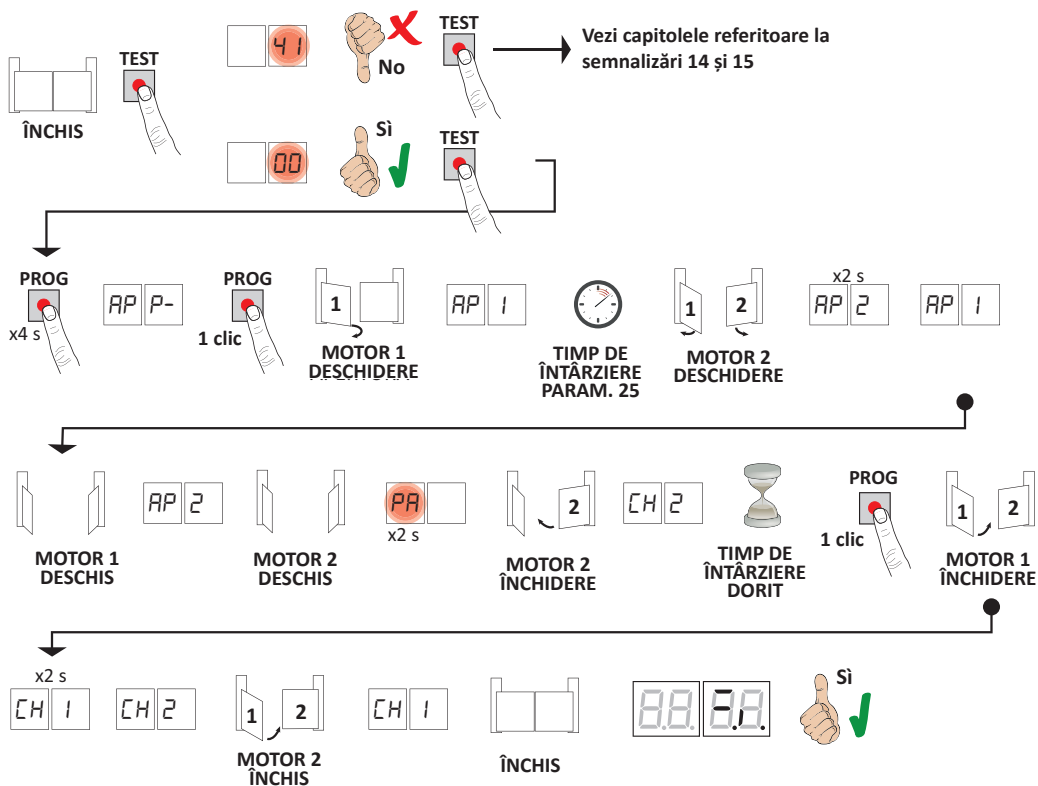 41
No
TEST
Vezi capitolele referitoare la
semnalizări 14 și 15
TEST
ÎNCHIS
00
Sì
TEST
PROG
x4 s
AP P-
PROG
1 clic
1
MOTOR 1
DESCHIDERE
AP 1
TIMP DE
ÎNTÂRZIERE
PARAM. 25
1 2
MOTOR 2
DESCHIDERE
x2 s
AP 2
AP 1
MOTOR 1
DESCHIS
AP 2
MOTOR 2
DESCHIS
PA
x2 s
2
MOTOR 2
ÎNCHIDERE
CH 2
TIMP DE
ÎNTÂRZIERE
DORIT
PROG
1 clic
1 2
MOTOR 1
ÎNCHIDERE
x2 s
CH 1
CH 2
1 2
MOTOR 2
ÎNCHIS
CH 1
ÎNCHIS
Sì